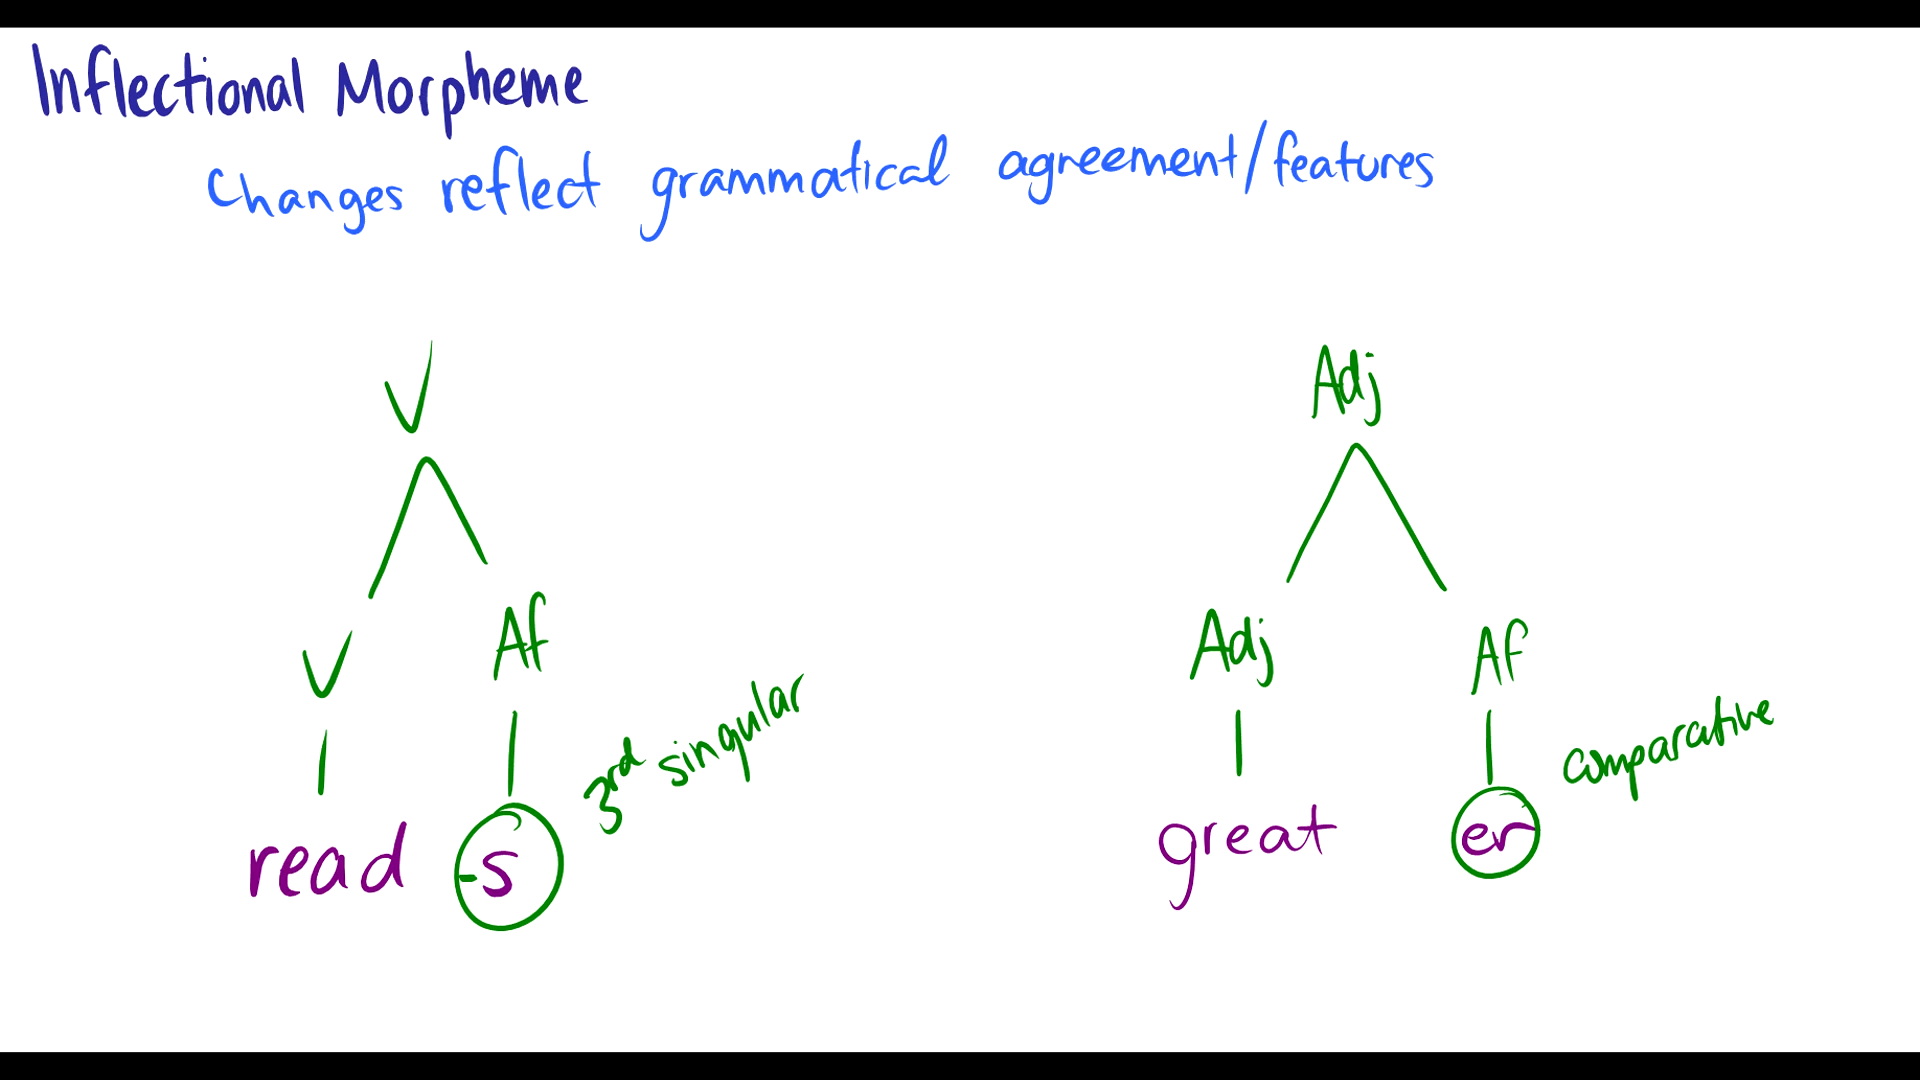 Inflectional Morpheme
Changes reflect grammatical agreement/features
V
Adj
V Af
Adj Af
3rd singular
comparative
read -s
great er